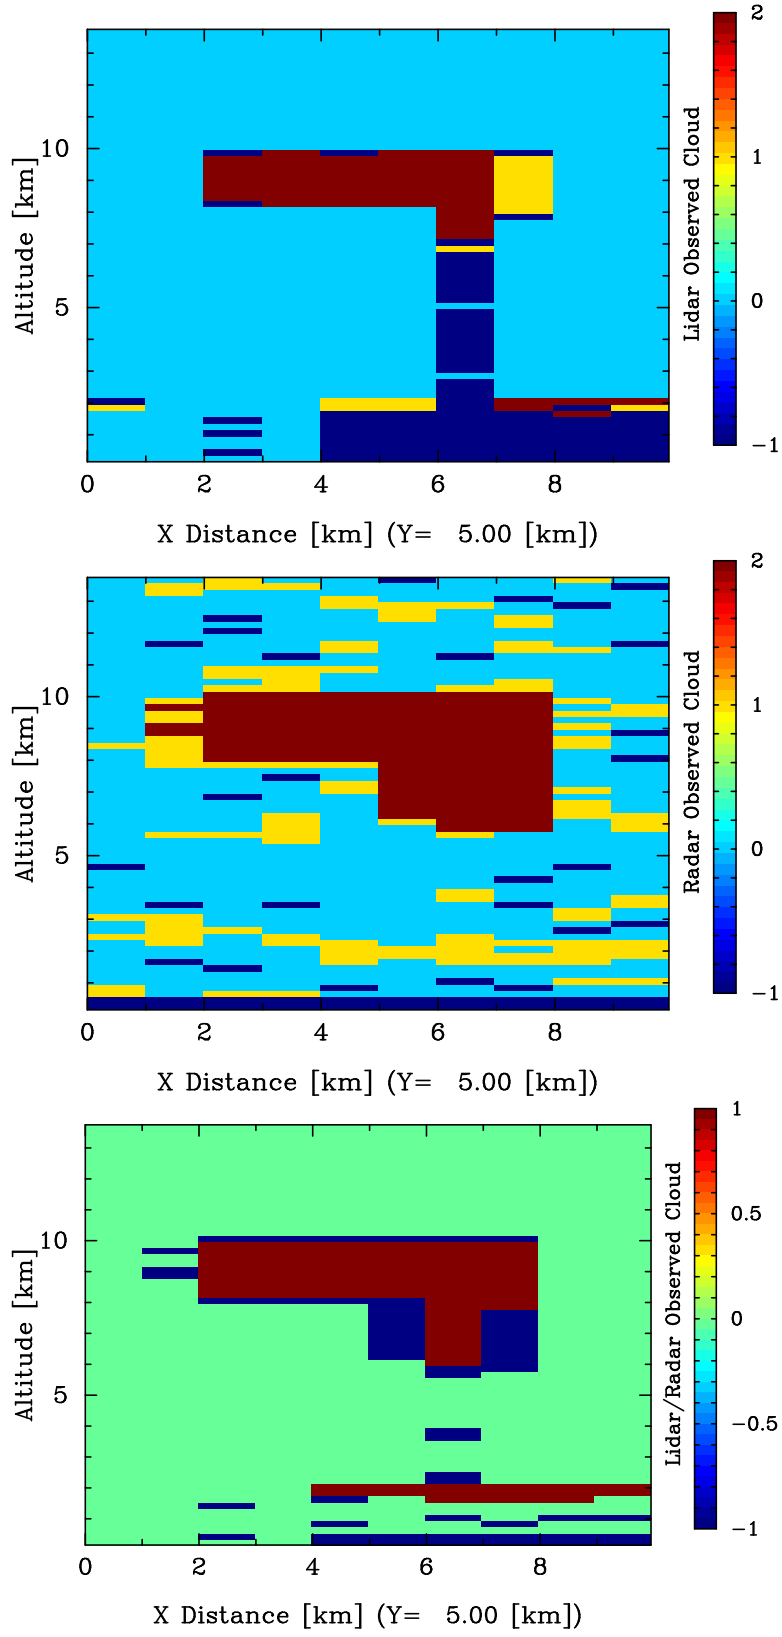 2
10
Altitude [km]
1
Lidar Observed Cloud
5
0
-1
0 2 4 6 8
X Distance [km] (Y= 5.00 [km])
2
10
Altitude [km]
1
Radar Observed Cloud
5
0
-1
0 2 4 6 8
X Distance [km] (Y= 5.00 [km])
1
10
0.5
Altitude [km]
Lidar/Radar Observed Cloud
0
5
-0.5
-1
0 2 4 6 8
X Distance [km] (Y= 5.00 [km])